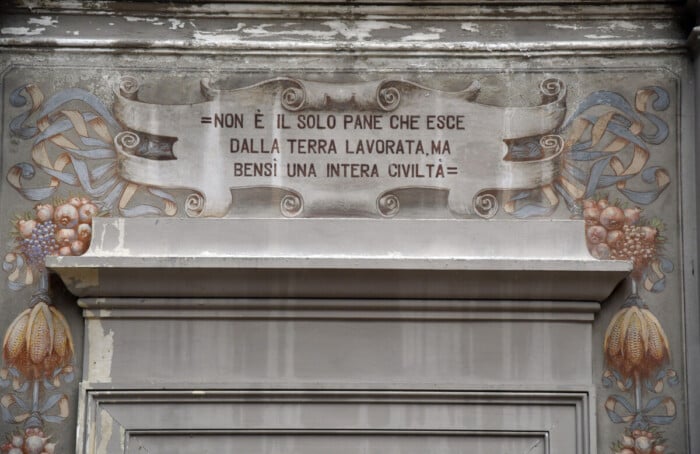 =NON È IL SOLO PANE CHE ESCE
DALLA TERRA LAVORATA, MA
BENSÌ UNA INTERA CIVILTÀ=